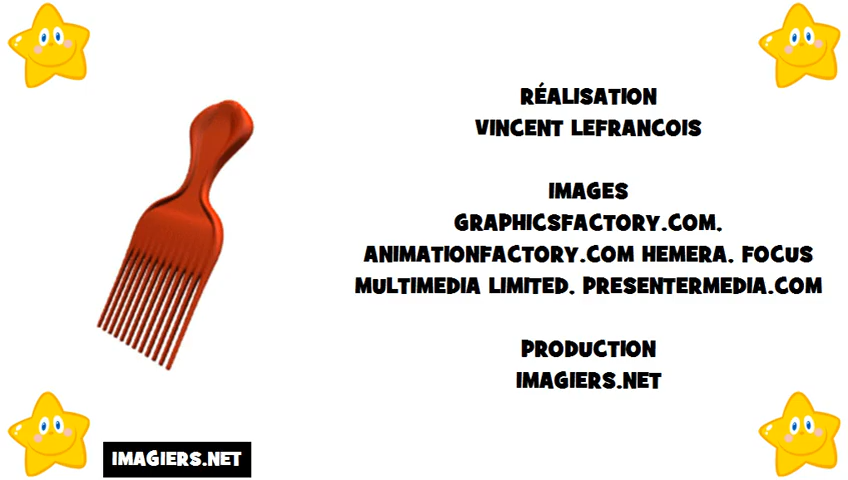 RÉALISATION
VINCENT LEFRANCOIS
IMAGES
GRAPHICSFACTORY.COM,
ANIMATIONFACTORY.COM HEMERA, FOCUS
MULTIMEDIA LIMITED, PRESENTERMEDIA.COM
PRODUCTION
IMAGIERS.NET
IMAGIERS.NET